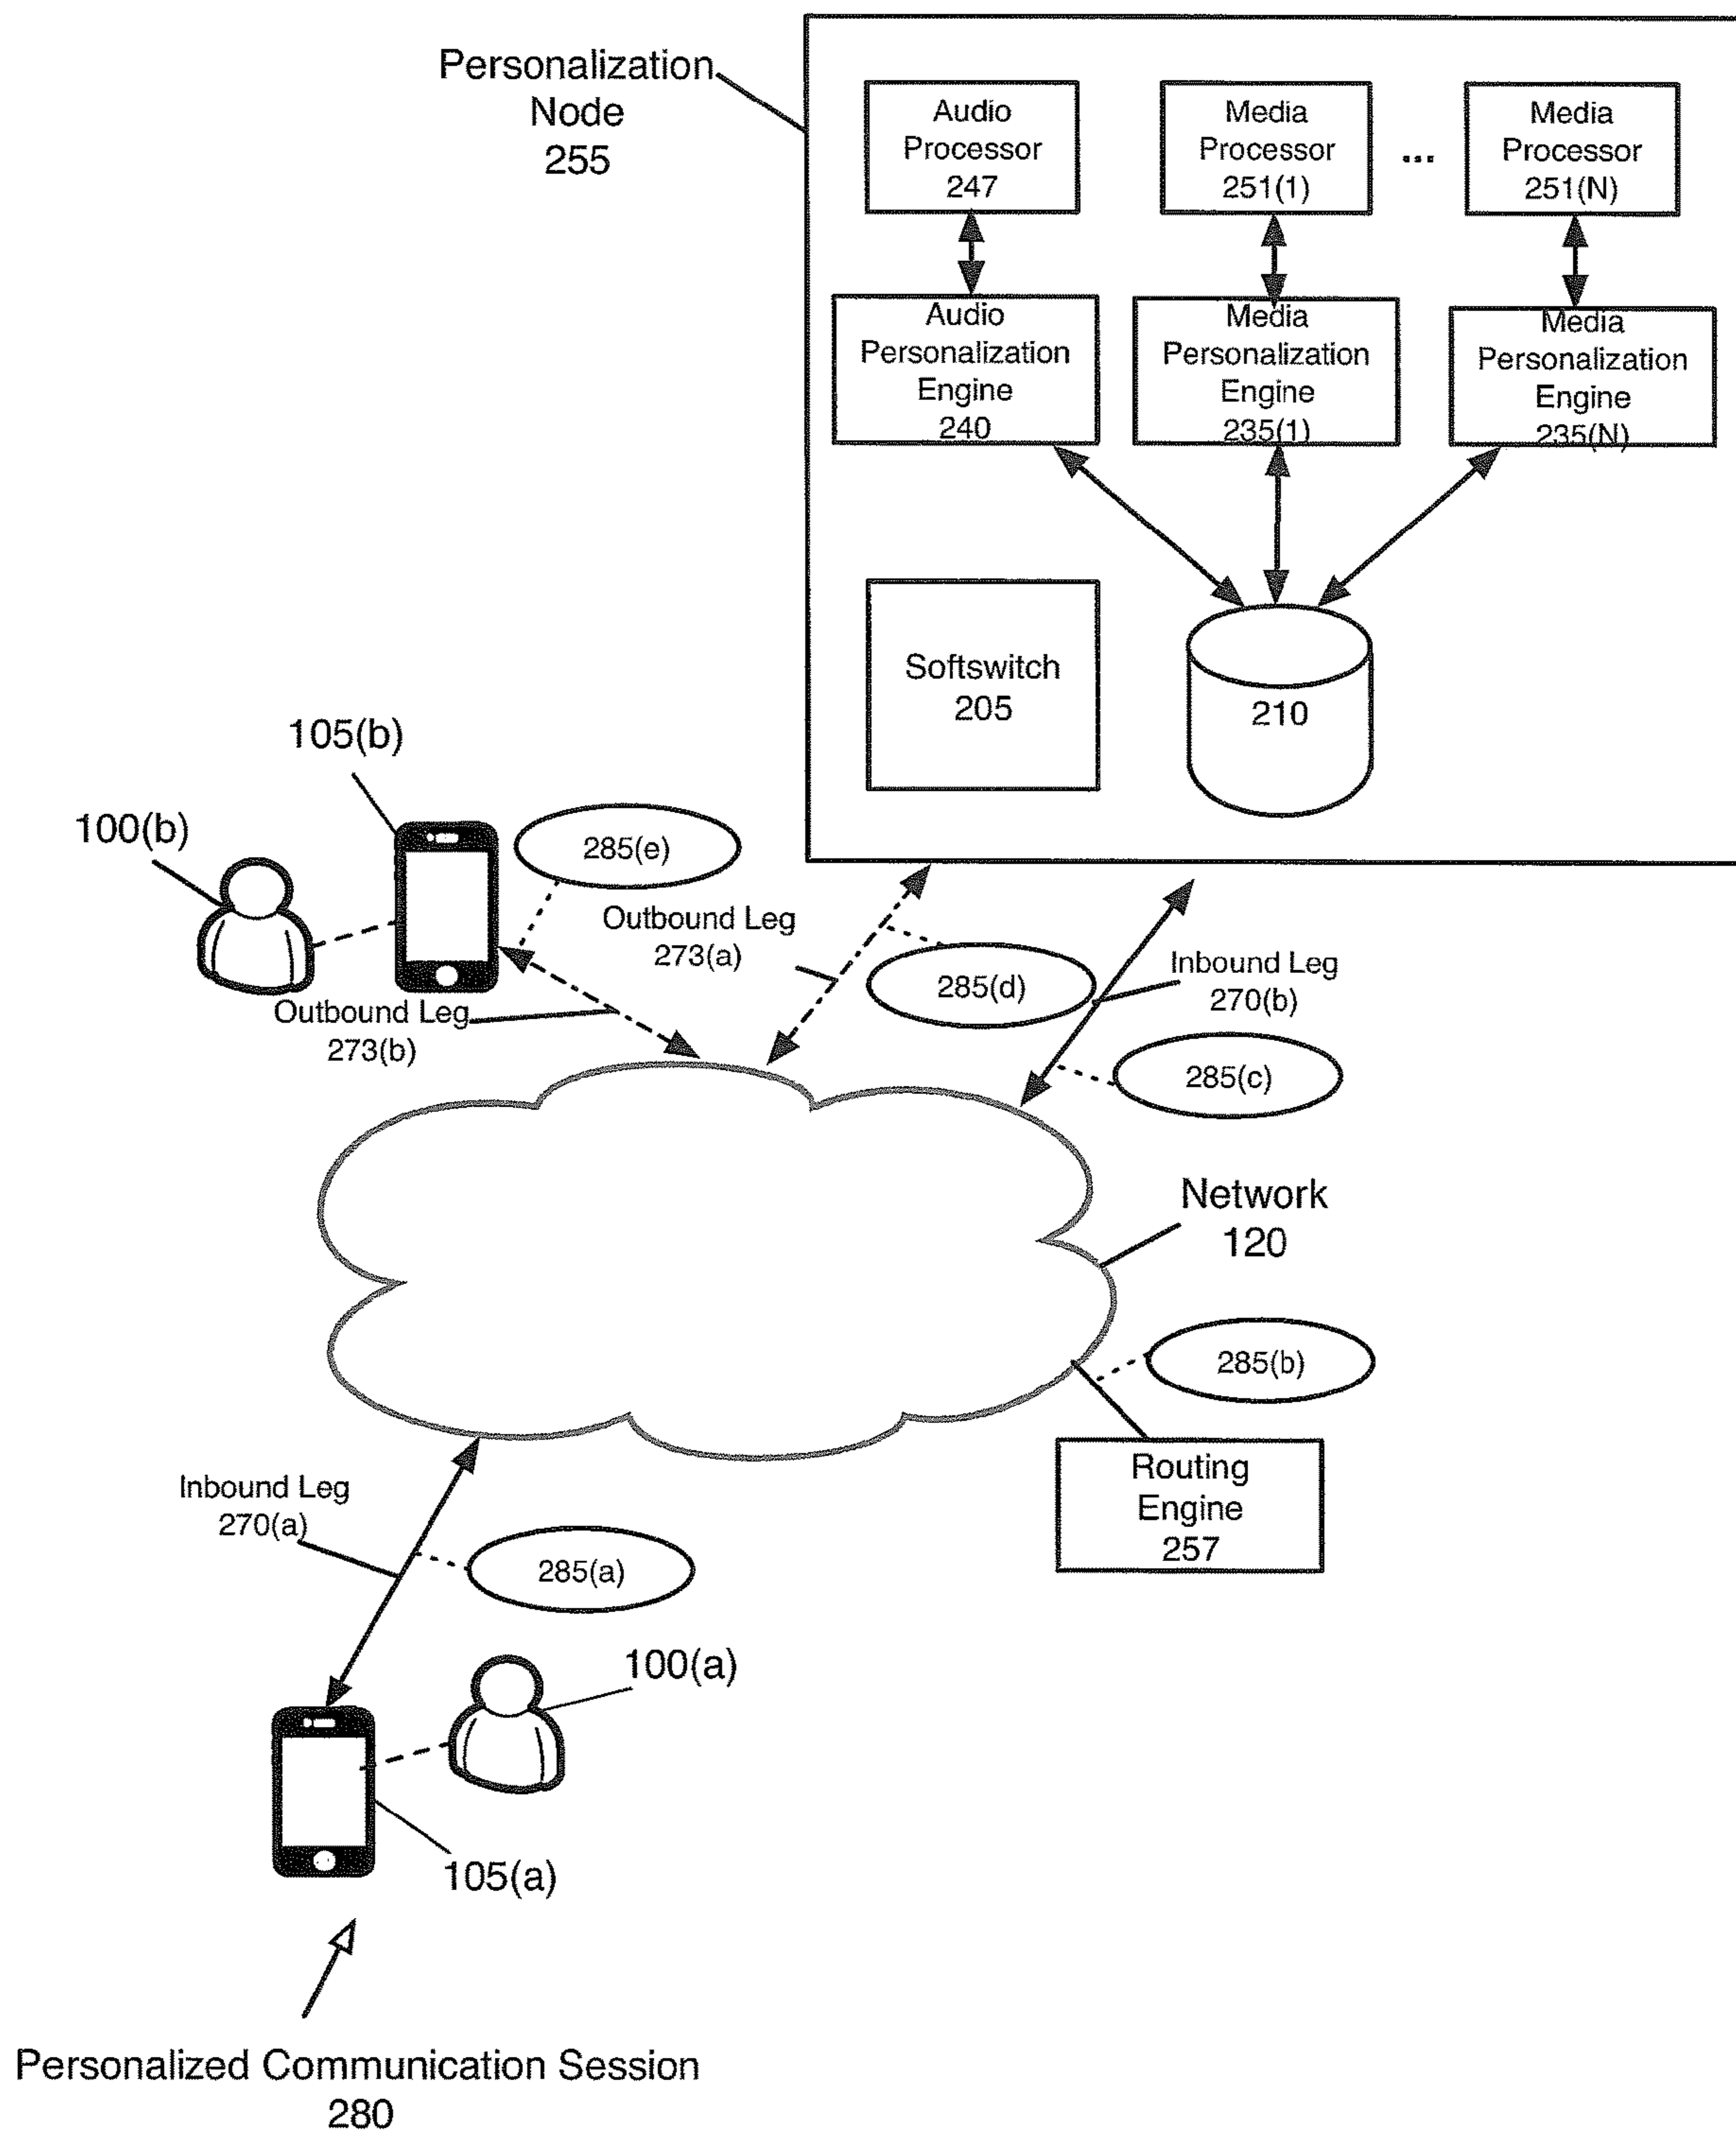 Personalization
Node
255
Audio
Processor
247
Media
Processor
251(1)
...
Media
Processor
251(N)
Audio
Personalization
Engine
240
Media
Personalization
Engine
235(1)
Media
Personalization
Engine
235(N)
Softswitch
205
210
105(b)
100(b)
285(e)
Outbound Leg
273(a)
285(d)
Inbound Leg
270(b)
Outbound Leg
273(b)
285(c)
Network
120
285(b)
Routing
Engine
257
Inbound Leg
270(a)
285(a)
100(a)
105(a)
Personalized Communication Session
280